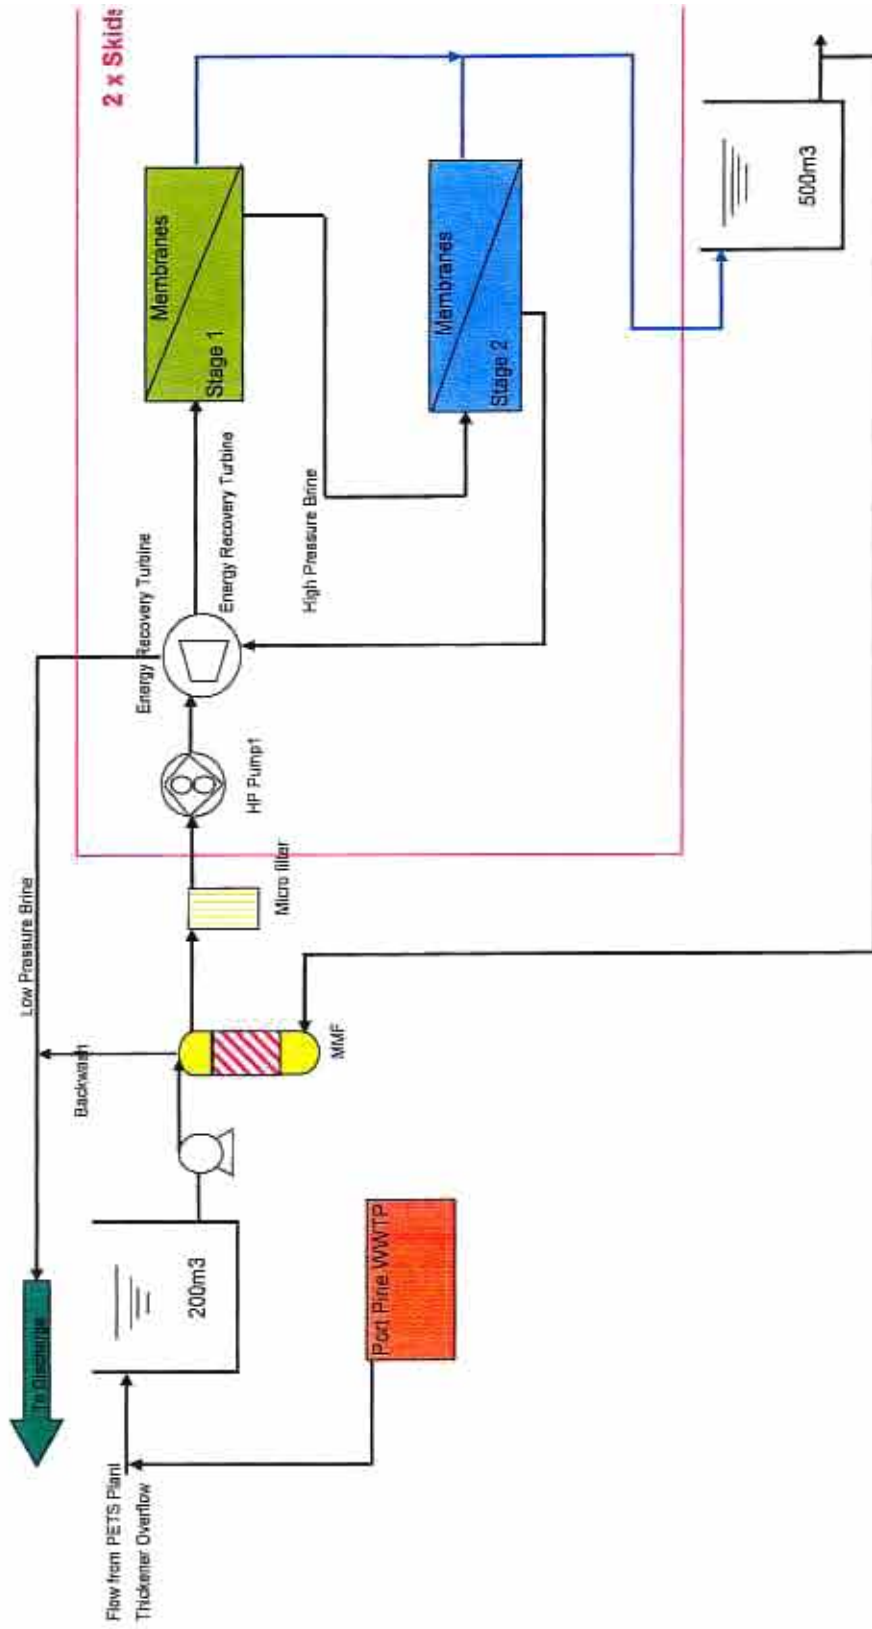 2 x Skids
Low Prassure Brine
Backwash
To Discharge
Energy Recovery Turbine
Energy Recovery Turbine
Membranes
Stage 1
High Pressure Brine
Membranes
Stage 2
HP Pump1
Micro filter
MMF
200m3
Flow from PETS Plant
Thickener Overflow
Port Pirie WWTP
500m3